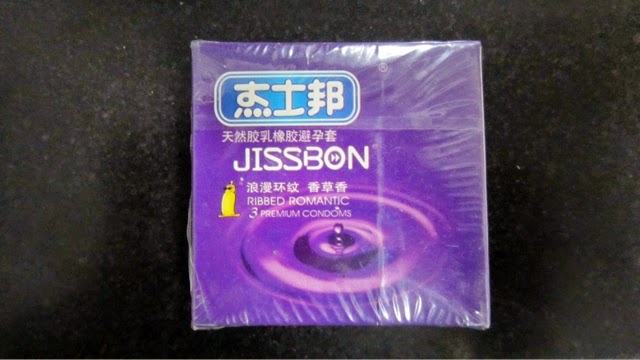 杰士邦
®
天然胶乳橡胶避孕套
JISSBON
浪漫环纹 香草香
RIBBED ROMANTIC
3 PREMIUM CONDOMS